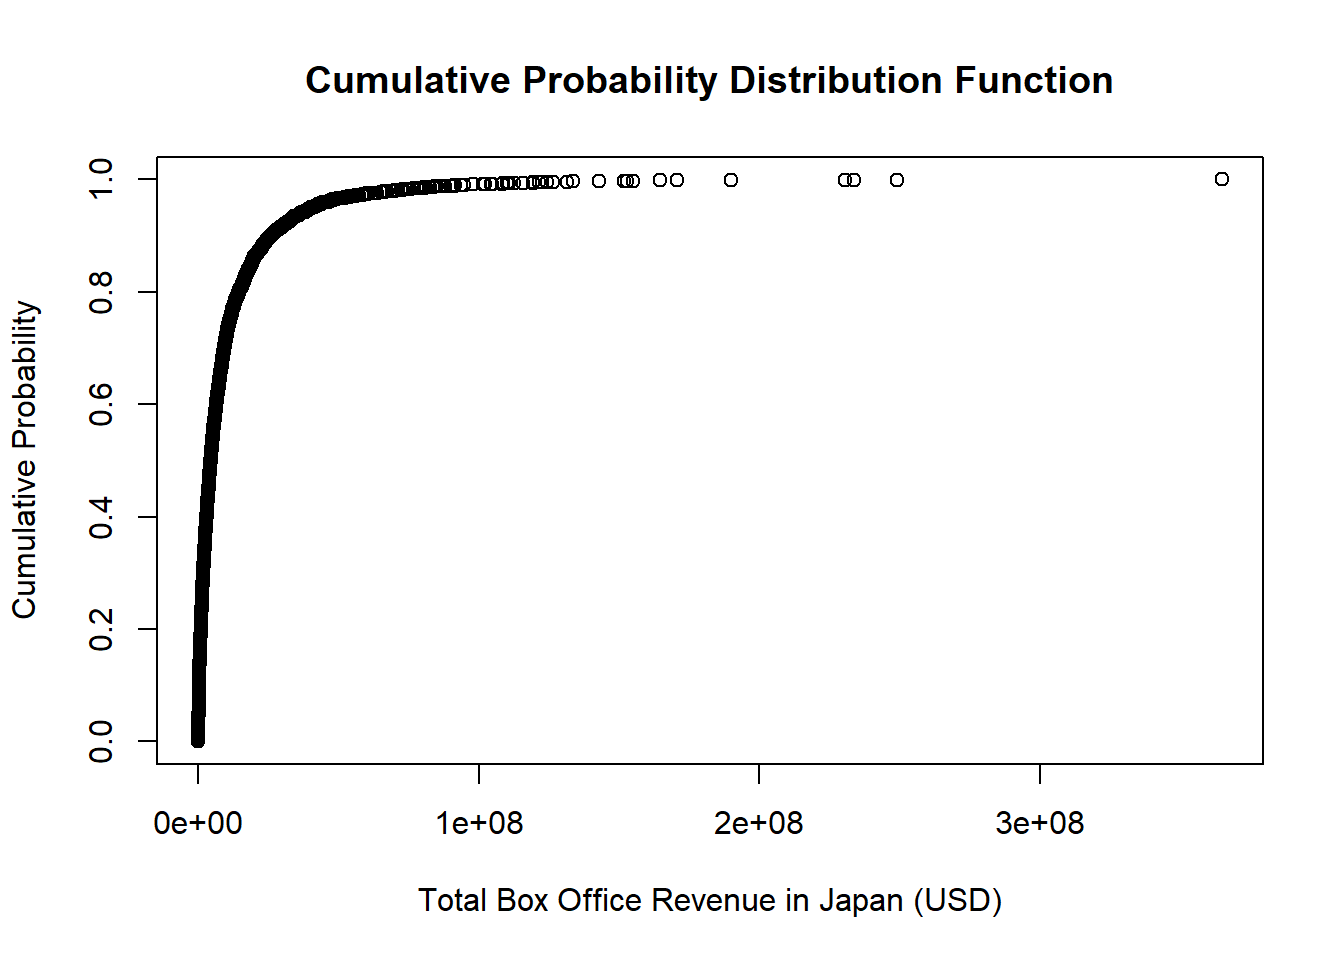 Cumulative Probability Distribution Function
Cumulative Probability
1.0
0.8
0.6
0.4
0.2
0.0
0e+00 1e+08 2e+08 3e+08
Total Box Office Revenue in Japan (USD)